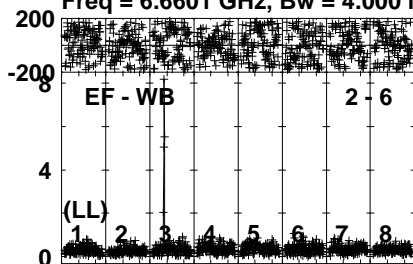 Freq = 6.6601 GHz, Bw = 4.000
200
-200
8
EF - WB 2 - 6
4
(LL)
1 2 3 4 5 6 7 8
0